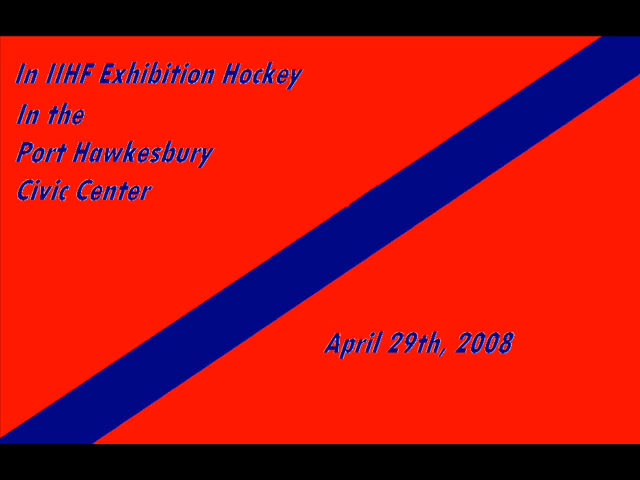 In IIHF Exhibition Hockey
In the
Port Hawkesbury
Civic Center
April 29th, 2008